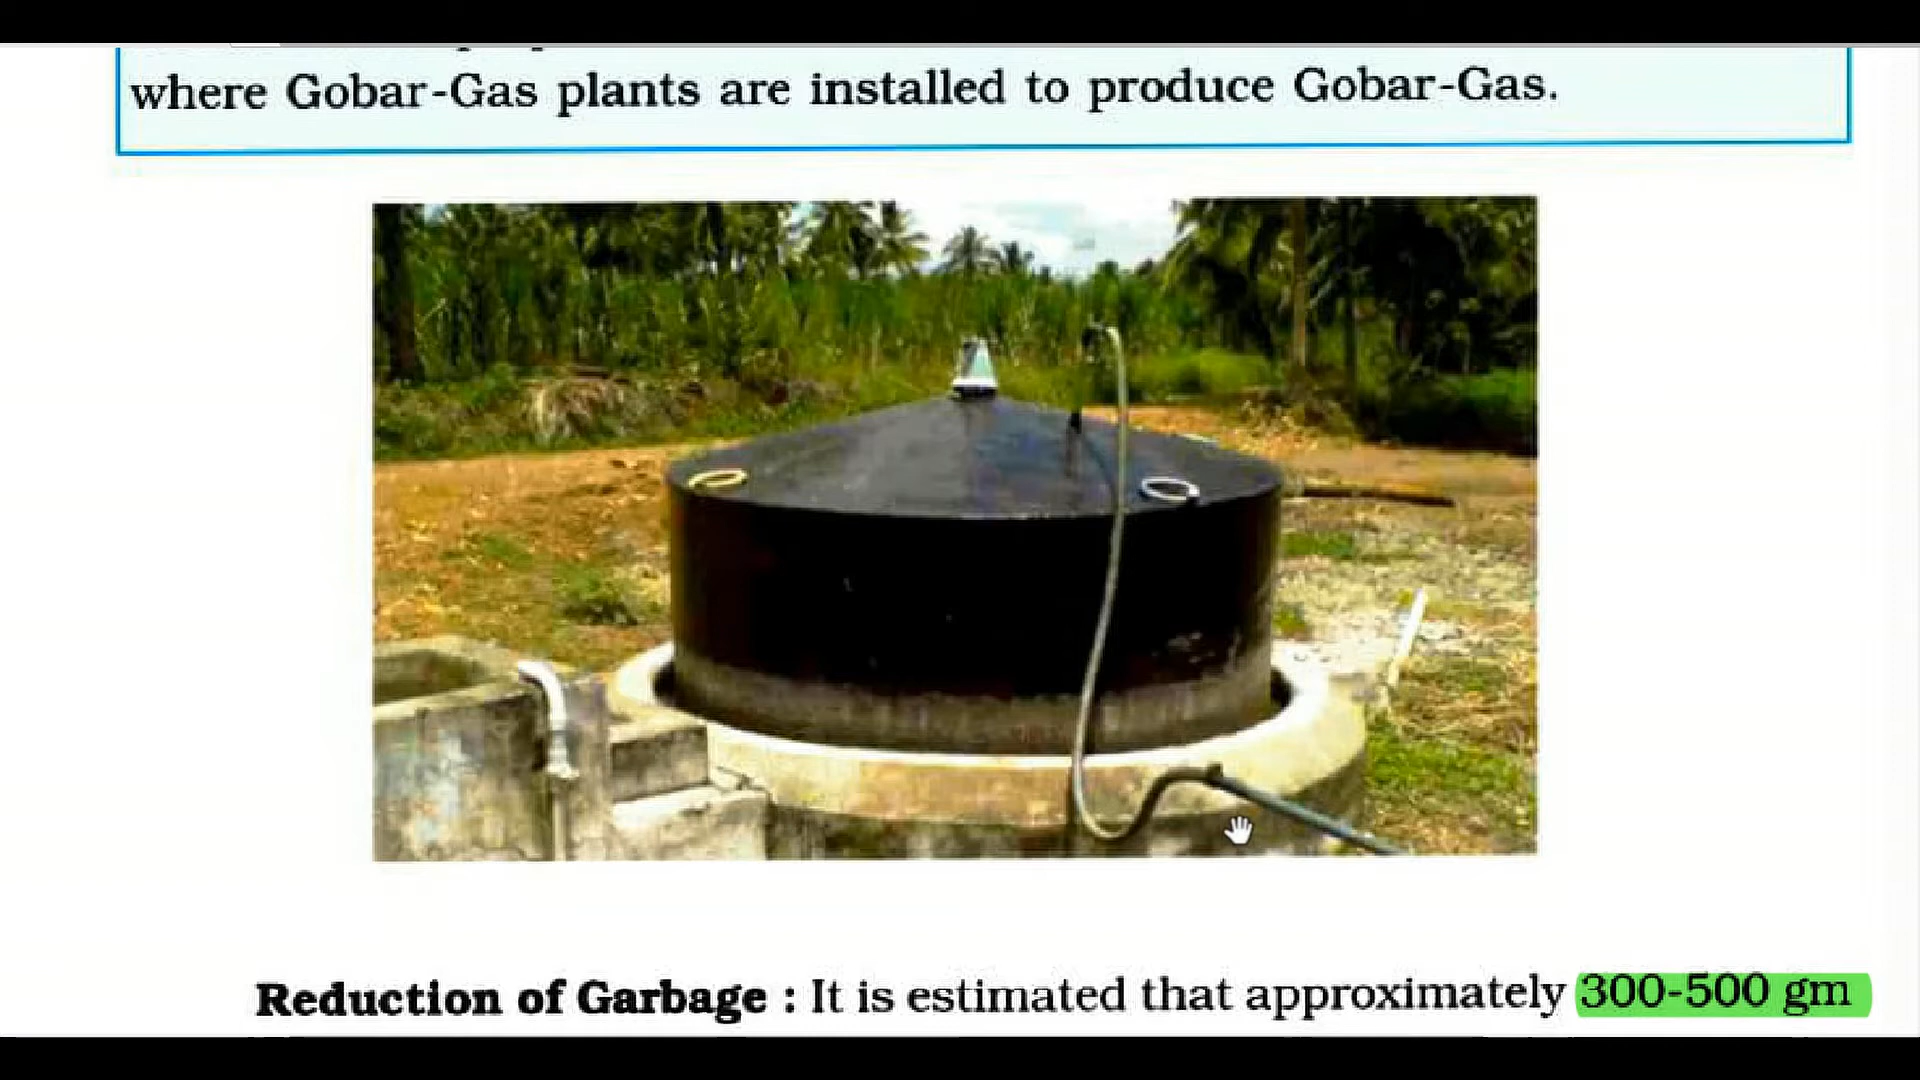 where Gobar-Gas plants are installed to produce Gobar-Gas.
Reduction of Garbage : It is estimated that approximately 300-500 gm